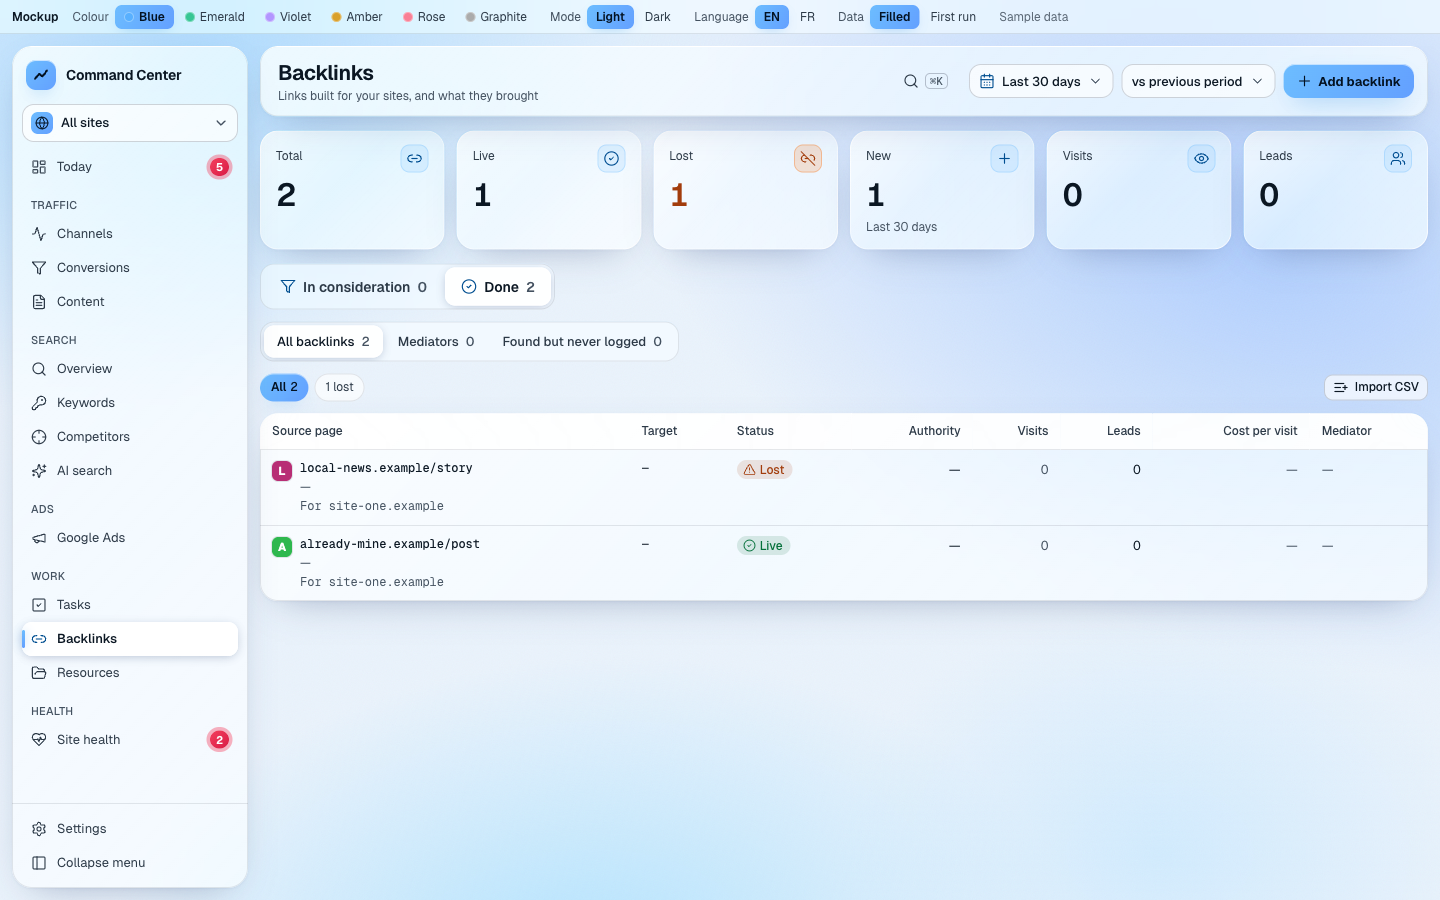 Mockup Colour Blue Emerald Violet Amber Rose Graphite Mode Light Dark Language EN FR Data Filled First run Sample data
Command Center
All sites
Today 5
TRAFFIC
Channels
Conversions
Content
SEARCH
Overview
Keywords
Competitors
AI search
ADS
Google Ads
WORK
Tasks
Backlinks
Resources
HEALTH
Site health 2
Settings
Collapse menu
Backlinks
Links built for your sites, and what they brought
⌘K Last 30 days vs previous period Add backlink
Total Live Lost New Visits Leads
2 1 1 1 0 0
Last 30 days
In consideration 0 Done 2
All backlinks 2 Mediators 0 Found but never logged 0
All 2 1 lost Import CSV
Source page Target Status Authority Visits Leads Cost per visit Mediator
L local-news.example/story – Lost — 0 0 — —
—
For site-one.example
A already-mine.example/post – Live — 0 0 — —
—
For site-one.example